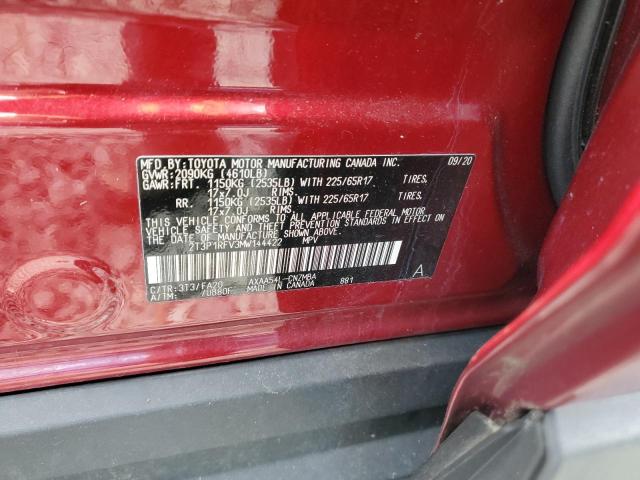 MFD.BY:TOYOTA MOTOR MANUFACTURING CANADA INC. 09/20
GVWR:2090KG (4610LB)
GAWR:FRT. 1150KG (2535LB) WITH 225/65R17 TIRES.
17x7.0J RIMS
RR. 1150KG (2535LB) WITH 225/65R17 TIRES.
17x7.0J RIMS
THIS VEHICLE CONFORMS TO ALL APPLICABLE FEDERAL MOTOR
VEHICLE SAFETY AND THEFT PREVENTION STANDARDS IN
EFFECT ON THE DATE OF MANUFACTURE SHOWN ABOVE.
2T3P1RFV3MW144422 MPV
C/TR:3T3/FA20 AXAA54L-CNZMBA 881 A
A/TM: /UB80F MADE IN CANADA